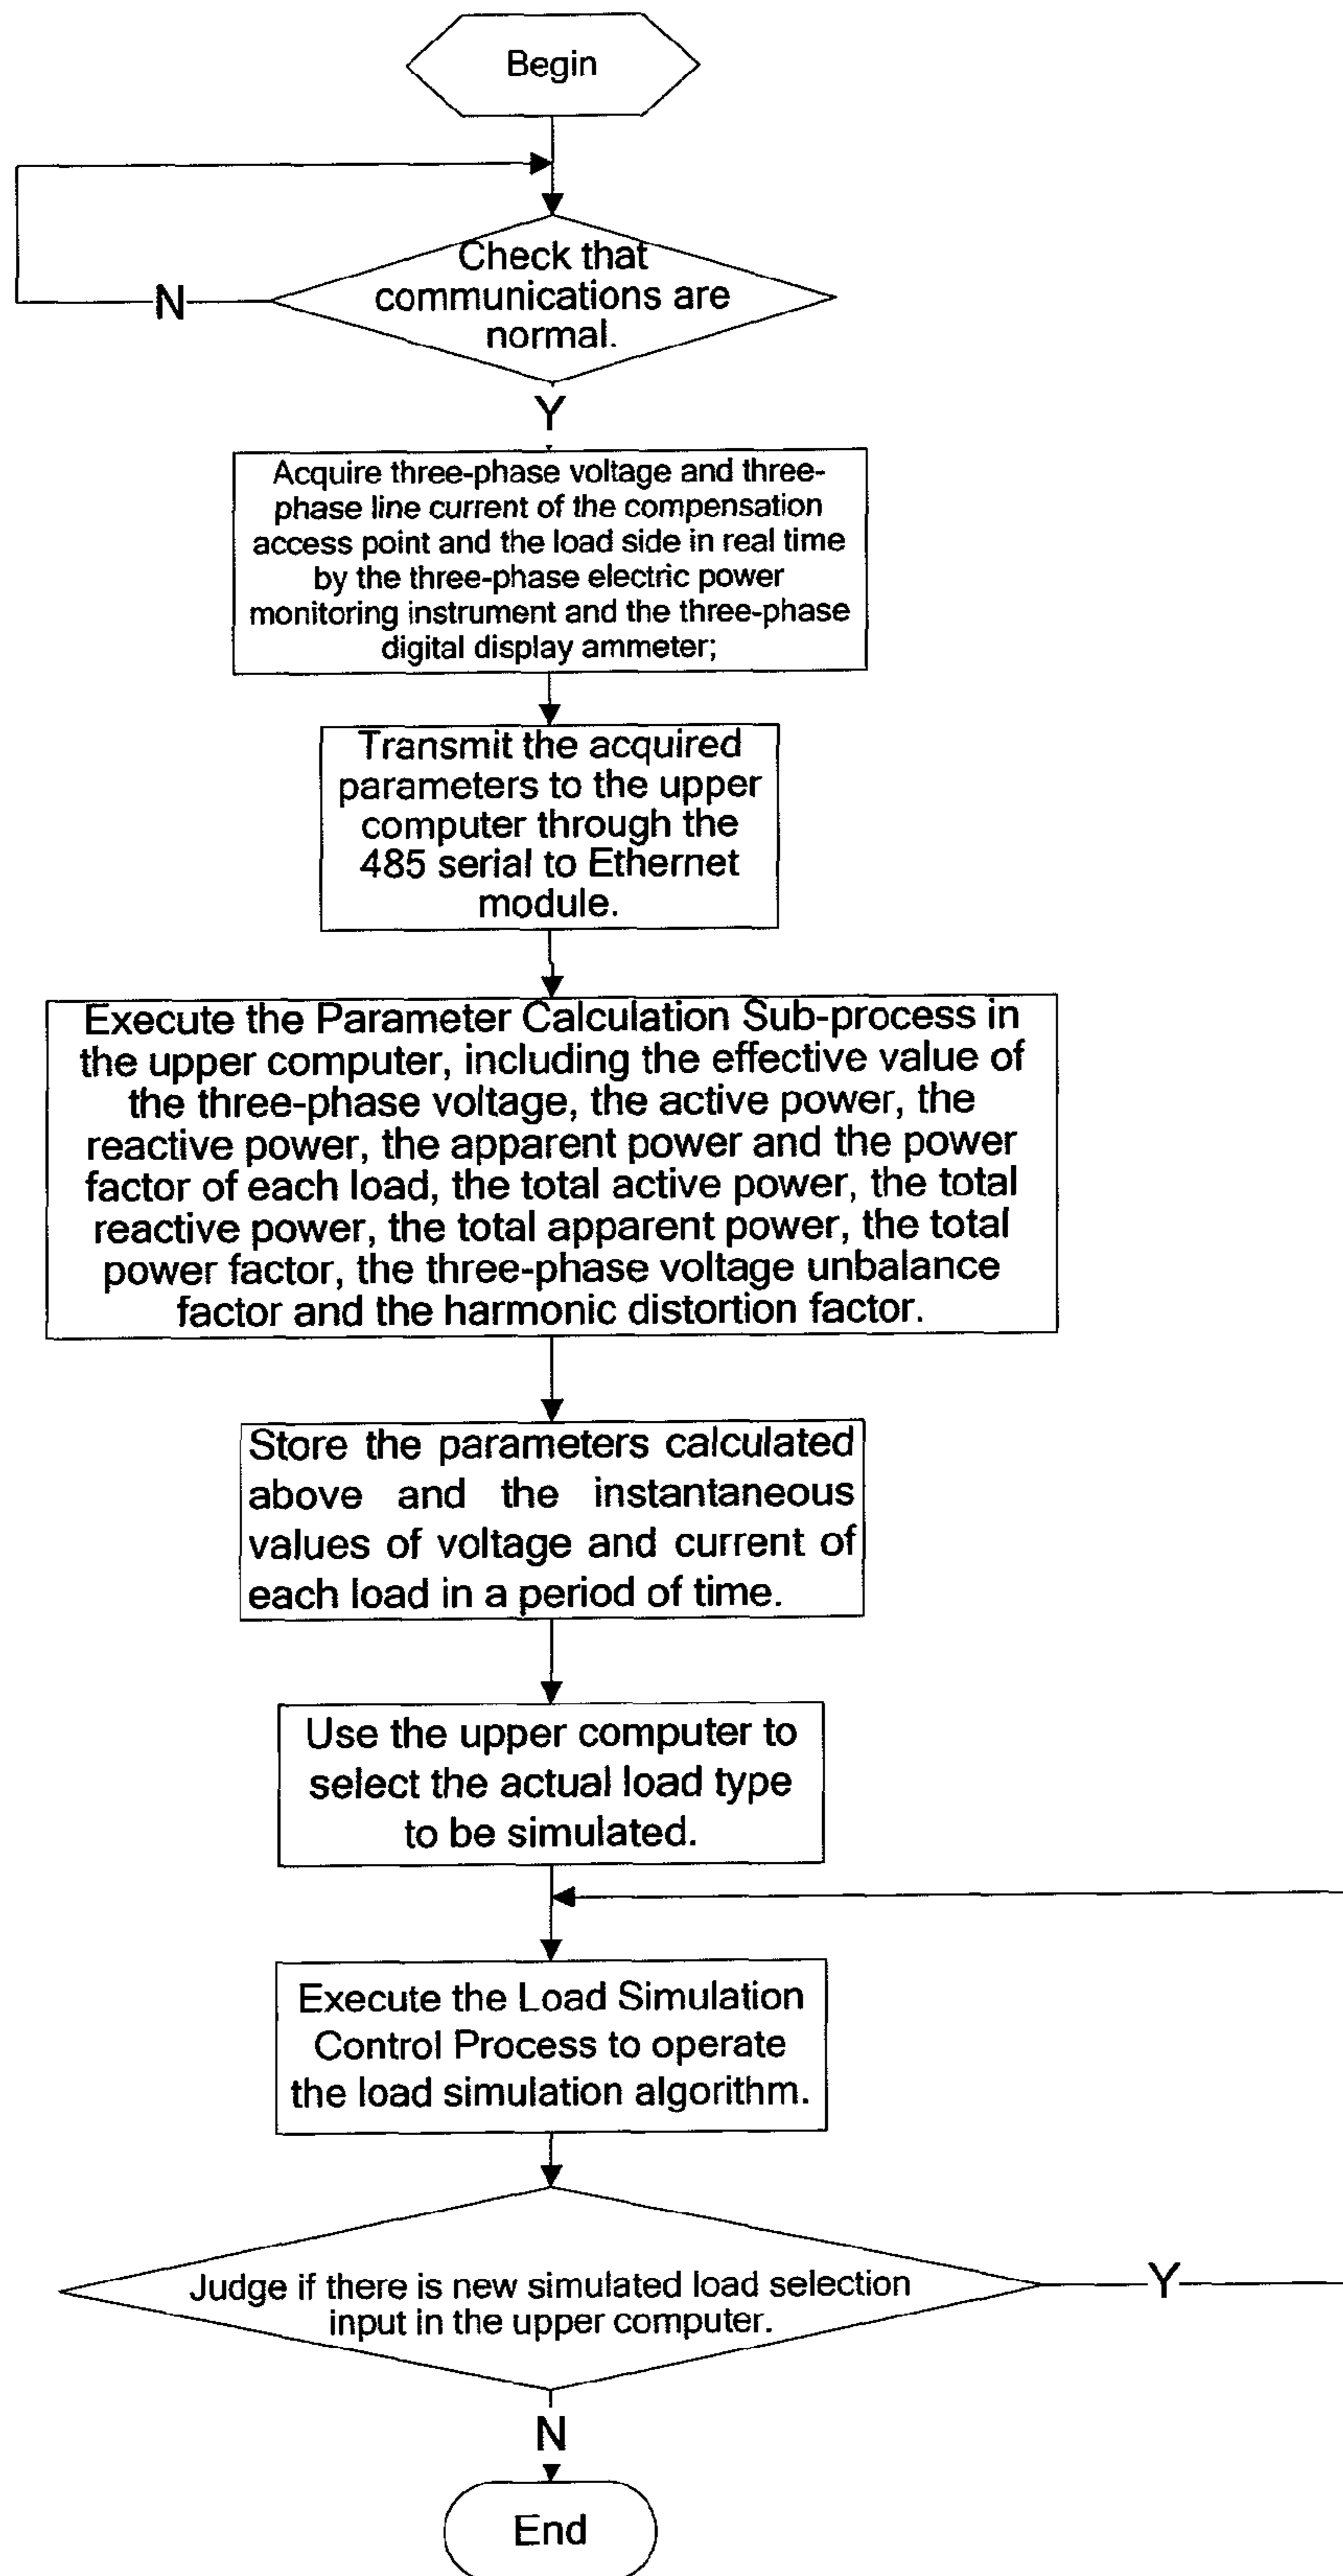 Begin
Check that
communications are
normal.
N
Y
Acquire three-phase voltage and three-
phase line current of the compensation
access point and the load side in real time
by the three-phase electric power
monitoring instrument and the three-phase
digital display ammeter;
Transmit the acquired
parameters to the upper
computer through the
485 serial to Ethernet
module.
Execute the Parameter Calculation Sub-process in
the upper computer, including the effective value of
the three-phase voltage, the active power, the
reactive power, the apparent power and the power
factor of each load, the total active power, the total
reactive power, the total apparent power, the total
power factor, the three-phase voltage unbalance
factor and the harmonic distortion factor.
Store the parameters calculated
above and the instantaneous
values of voltage and current of
each load in a period of time.
Use the upper computer to
select the actual load type
to be simulated.
Execute the Load Simulation
Control Process to operate
the load simulation algorithm.
Judge if there is new simulated load selection
input in the upper computer.
Y
N
End